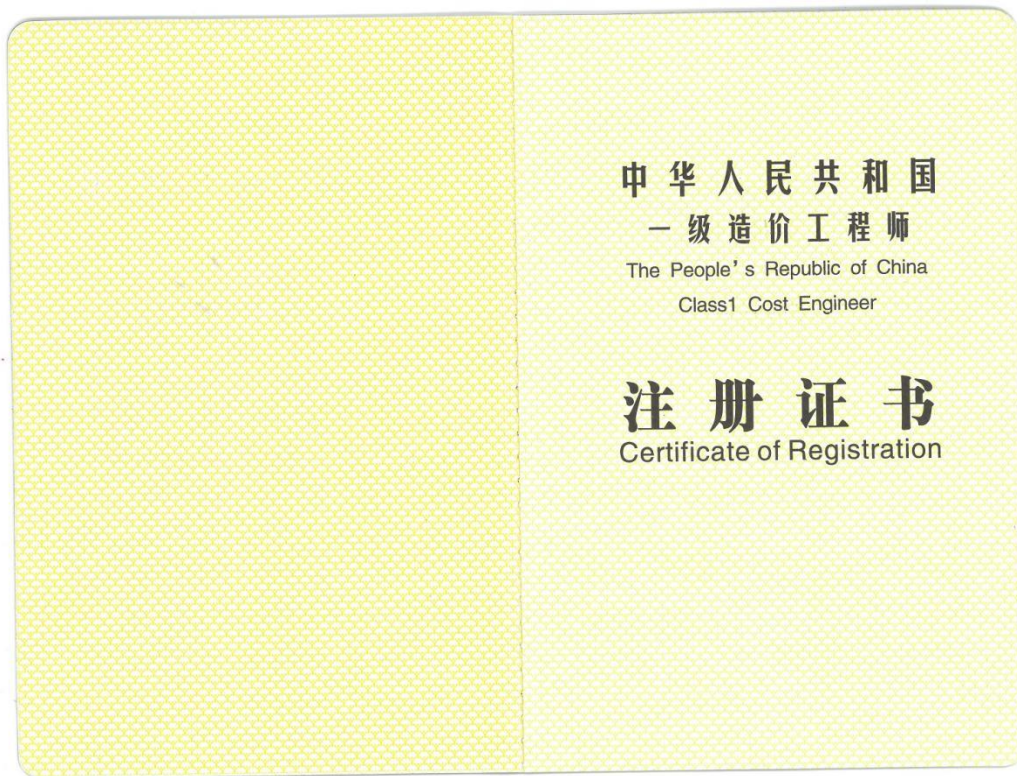 中华人民共和国
一级造价工程师
The People's Republic of China
Class1 Cost Engineer
注册证书
Certificate of Registration